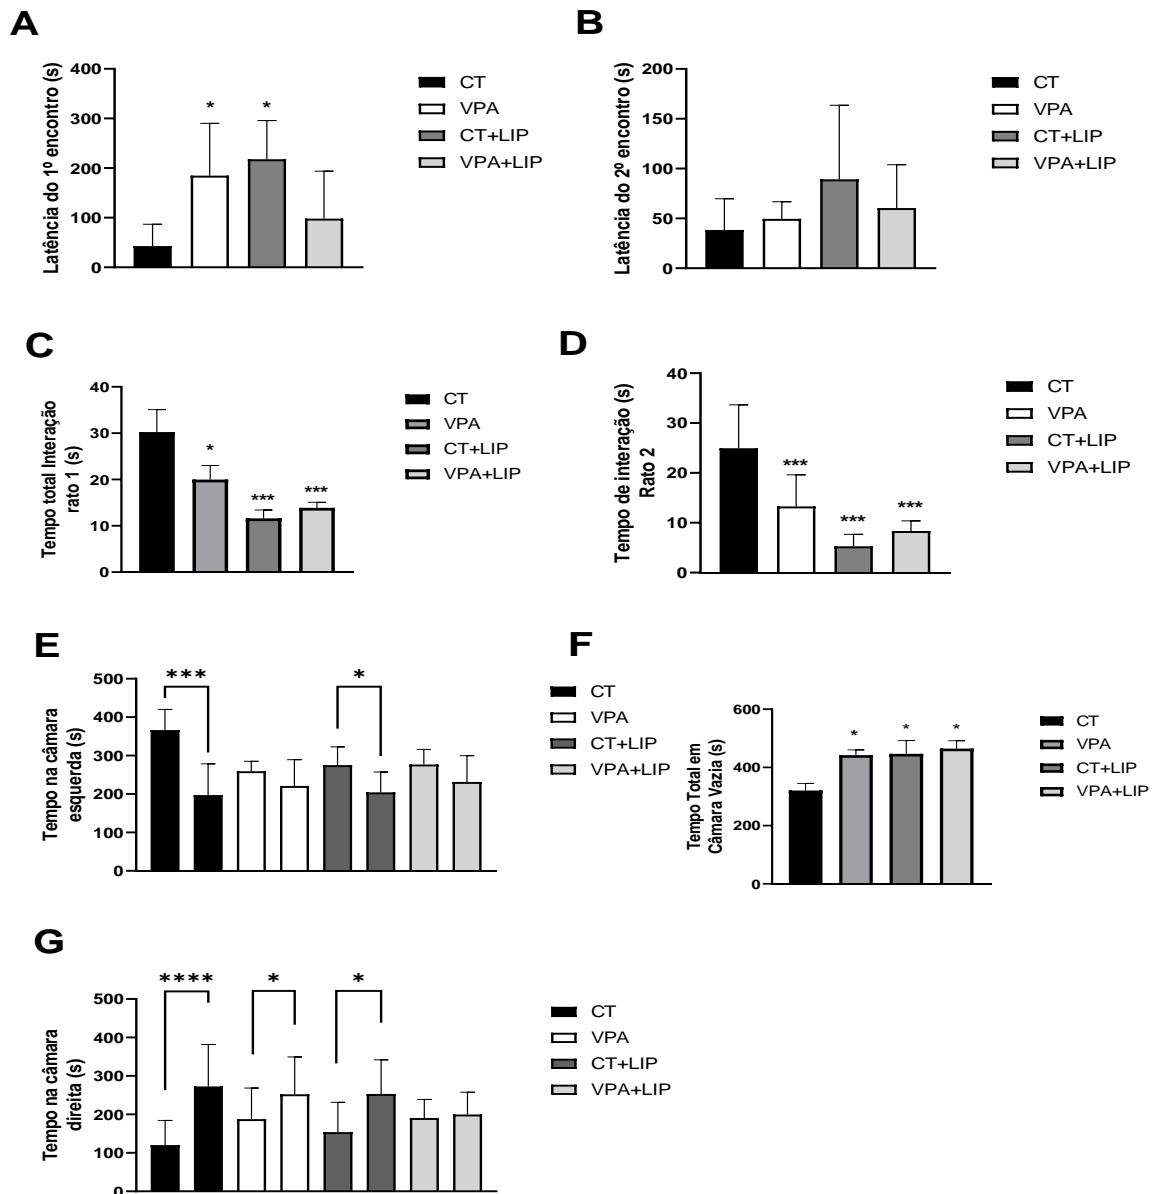 A
Latência do 1º encontro (s)
400
300
200
100
0
*
*
CT
VPA
CT+LIP
VPA+LIP
B
Latência do 2º encontro (s)
200
150
100
50
0
CT
VPA
CT+LIP
VPA+LIP
C
Tempo total Interação
rato 1 (s)
40
30
20
10
0
*
***
***
CT
VPA
CT+LIP
VPA+LIP
D
Tempo de interação (s)
Rato 2
40
30
20
10
0
***
***
***
CT
VPA
CT+LIP
VPA+LIP
E
Tempo na câmara
esquerda (s)
500
400
300
200
100
0
***
*
CT
VPA
CT+LIP
VPA+LIP
F
Tempo Total em
Câmara Vazia (s)
600
400
200
0
*
*
*
CT
VPA
CT+LIP
VPA+LIP
G
Tempo na câmara
direita (s)
500
400
300
200
100
0
****
*
*
CT
VPA
CT+LIP
VPA+LIP